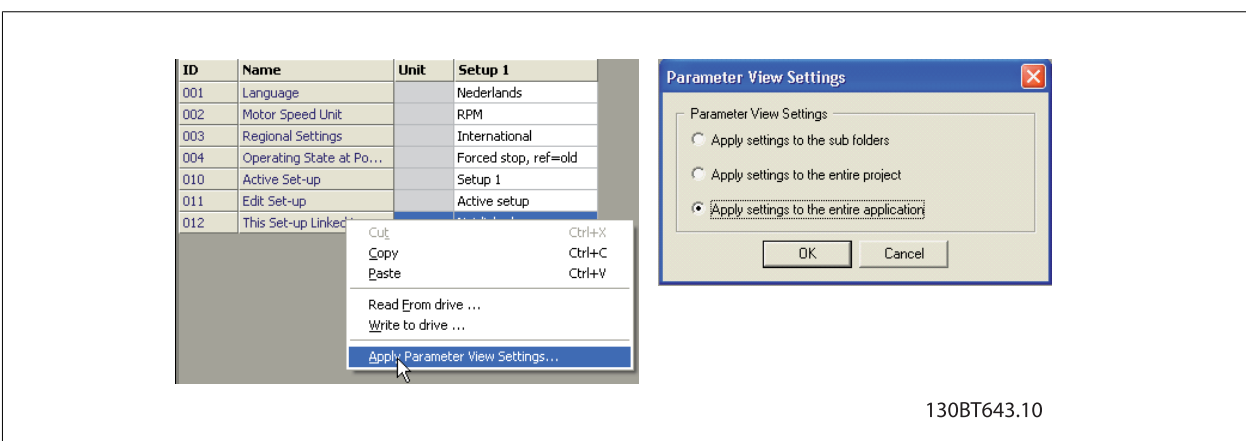 ID Name Unit Setup 1
001 Language Nederlands
002 Motor Speed Unit RPM
003 Regional Settings International
004 Operating State at Po... Forced stop, ref=old
010 Active Set-up Setup 1
011 Edit Set-up Active setup
012 This Set-up Linked
Cut Ctrl+X
Copy Ctrl+C
Paste Ctrl+V
Read From drive ...
Write to drive ...
Apply Parameter View Settings...
Parameter View Settings
Parameter View Settings
Apply settings to the sub folders
Apply settings to the entire project
Apply settings to the entire application
OK Cancel
130BT643.10